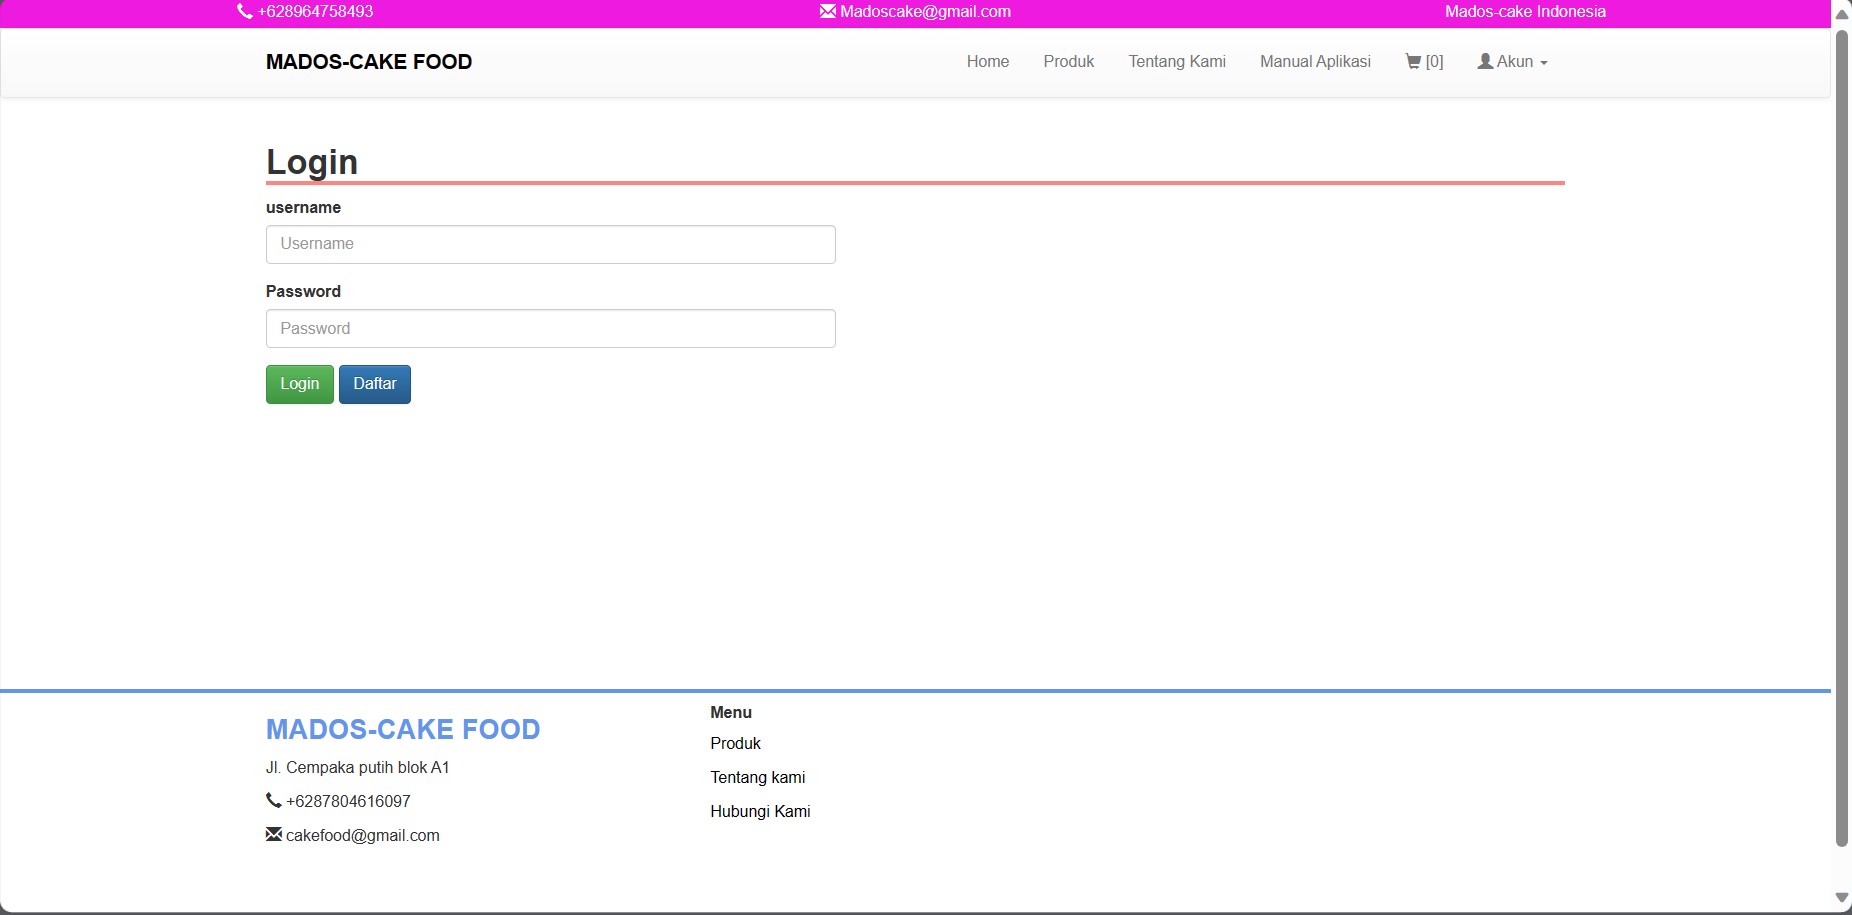 +628964758493 Madoscake@gmail.com Mados-cake Indonesia
MADOS-CAKE FOOD Home Produk Tentang Kami Manual Aplikasi [0] Akun
Login
username
Username
Password
Password
Login Daftar
MADOS-CAKE FOOD
Jl. Cempaka putih blok A1
+6287804616097
cakefood@gmail.com
Menu
Produk
Tentang kami
Hubungi Kami